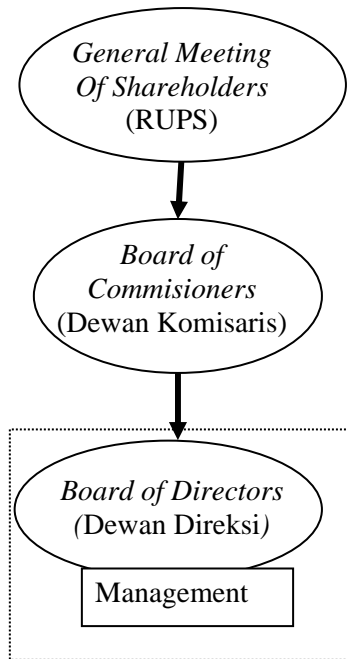 General Meeting
Of Shareholders
(RUPS)
Board of
Commisioners
(Dewan Komisaris)
Board of Directors
(Dewan Direksi)
Management